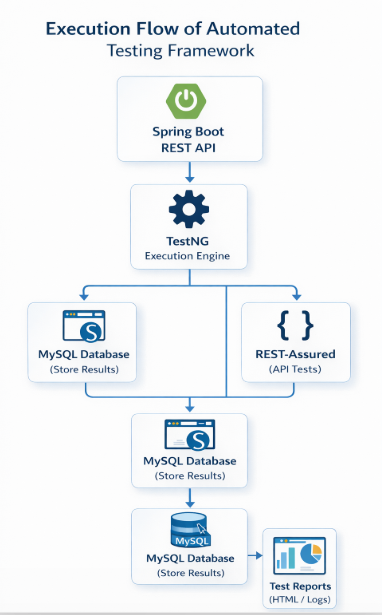 Execution Flow of Automated
Testing Framework
Spring Boot
REST API
TestNG
Execution Engine
S
MySQL Database
(Store Results)
{ }
REST-Assured
(API Tests)
S
MySQL Database
(Store Results)
MySQL
MySQL Database
(Store Results)
Test Reports
(HTML / Logs)